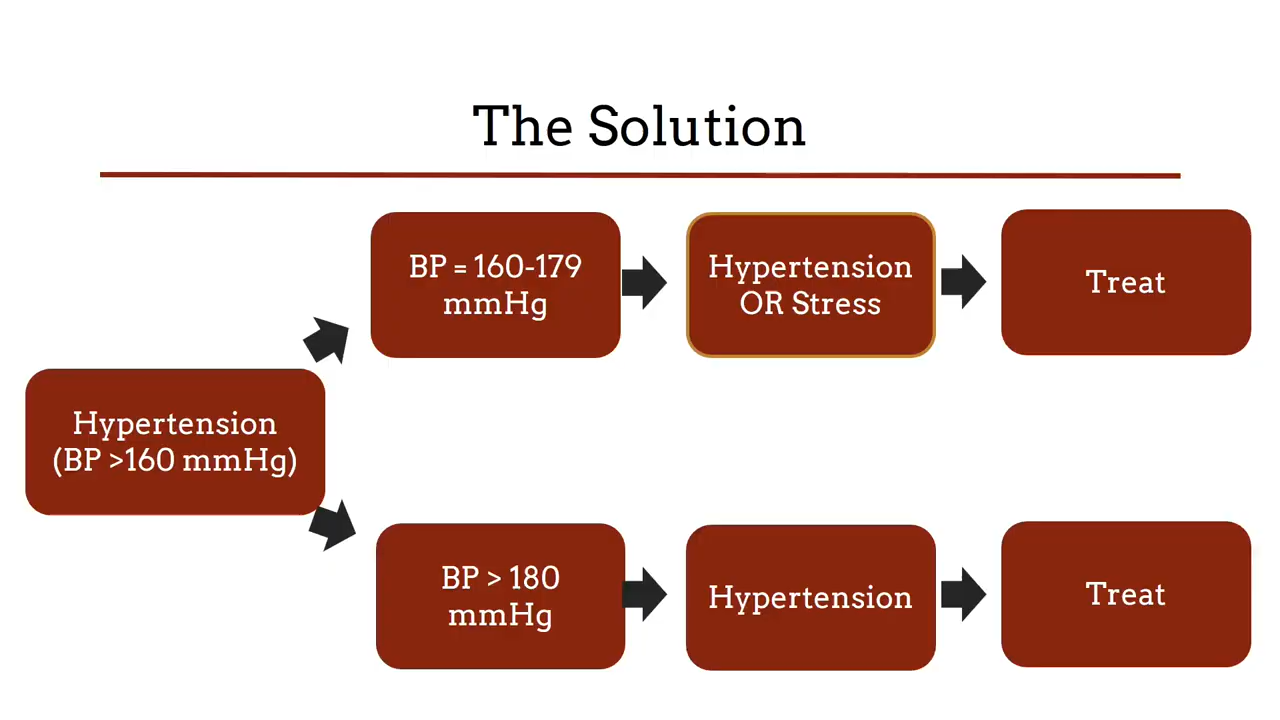 The Solution
BP = 160-179
mmHg
Hypertension
OR Stress
Treat
Hypertension
(BP >160 mmHg)
BP > 180
mmHg
Hypertension
Treat